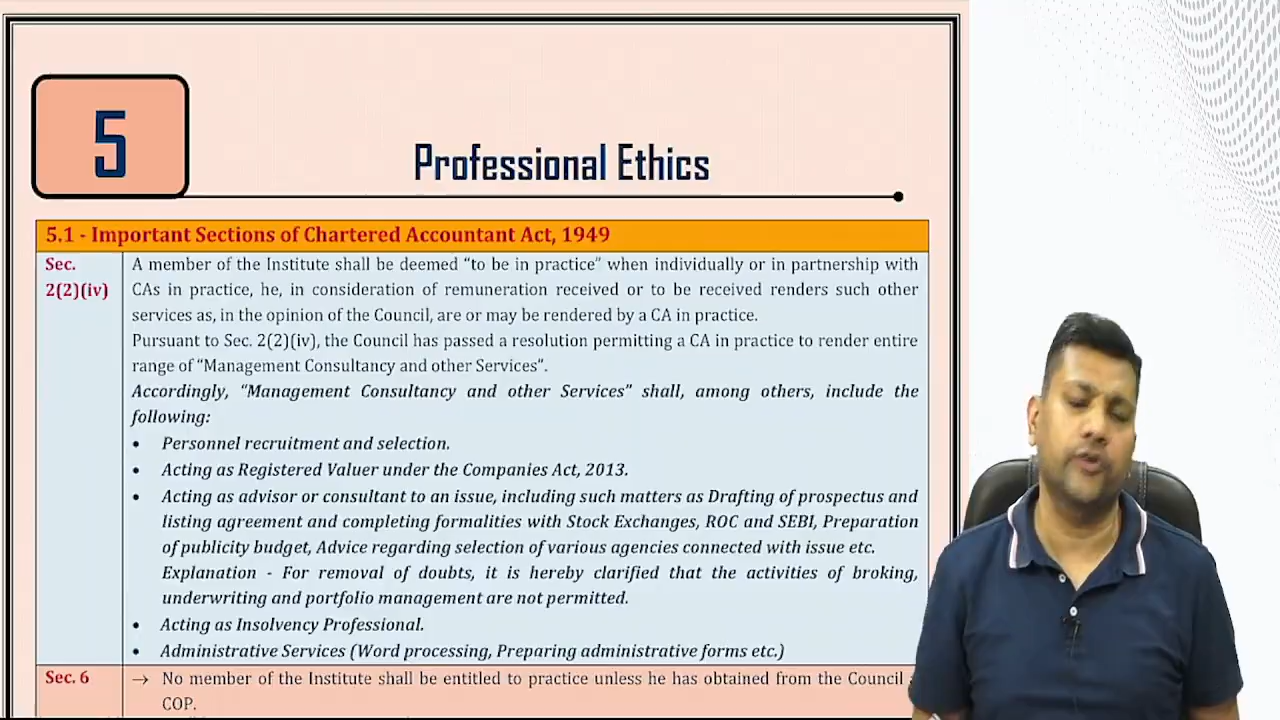 5
Professional Ethics
5.1 - Important Sections of Chartered Accountant Act, 1949
Sec.
2(2)(iv)
A member of the Institute shall be deemed "to be in practice" when individually or in partnership with
CAs in practice, he, in consideration of remuneration received or to be received renders such other
services as, in the opinion of the Council, are or may be rendered by a CA in practice.
Pursuant to Sec. 2(2)(iv), the Council has passed a resolution permitting a CA in practice to render entire
range of "Management Consultancy and other Services".
Accordingly, "Management Consultancy and other Services" shall, among others, include the
following:
• Personnel recruitment and selection.
• Acting as Registered Valuer under the Companies Act, 2013.
• Acting as advisor or consultant to an issue, including such matters as Drafting of prospectus and
listing agreement and completing formalities with Stock Exchanges, ROC and SEBI, Preparation
of publicity budget, Advice regarding selection of various agencies connected with issue etc.
Explanation - For removal of doubts, it is hereby clarified that the activities of broking,
underwriting and portfolio management are not permitted.
• Acting as Insolvency Professional.
• Administrative Services (Word processing, Preparing administrative forms etc.)
Sec. 6
→ No member of the Institute shall be entitled to practice unless he has obtained from the Council
COP.